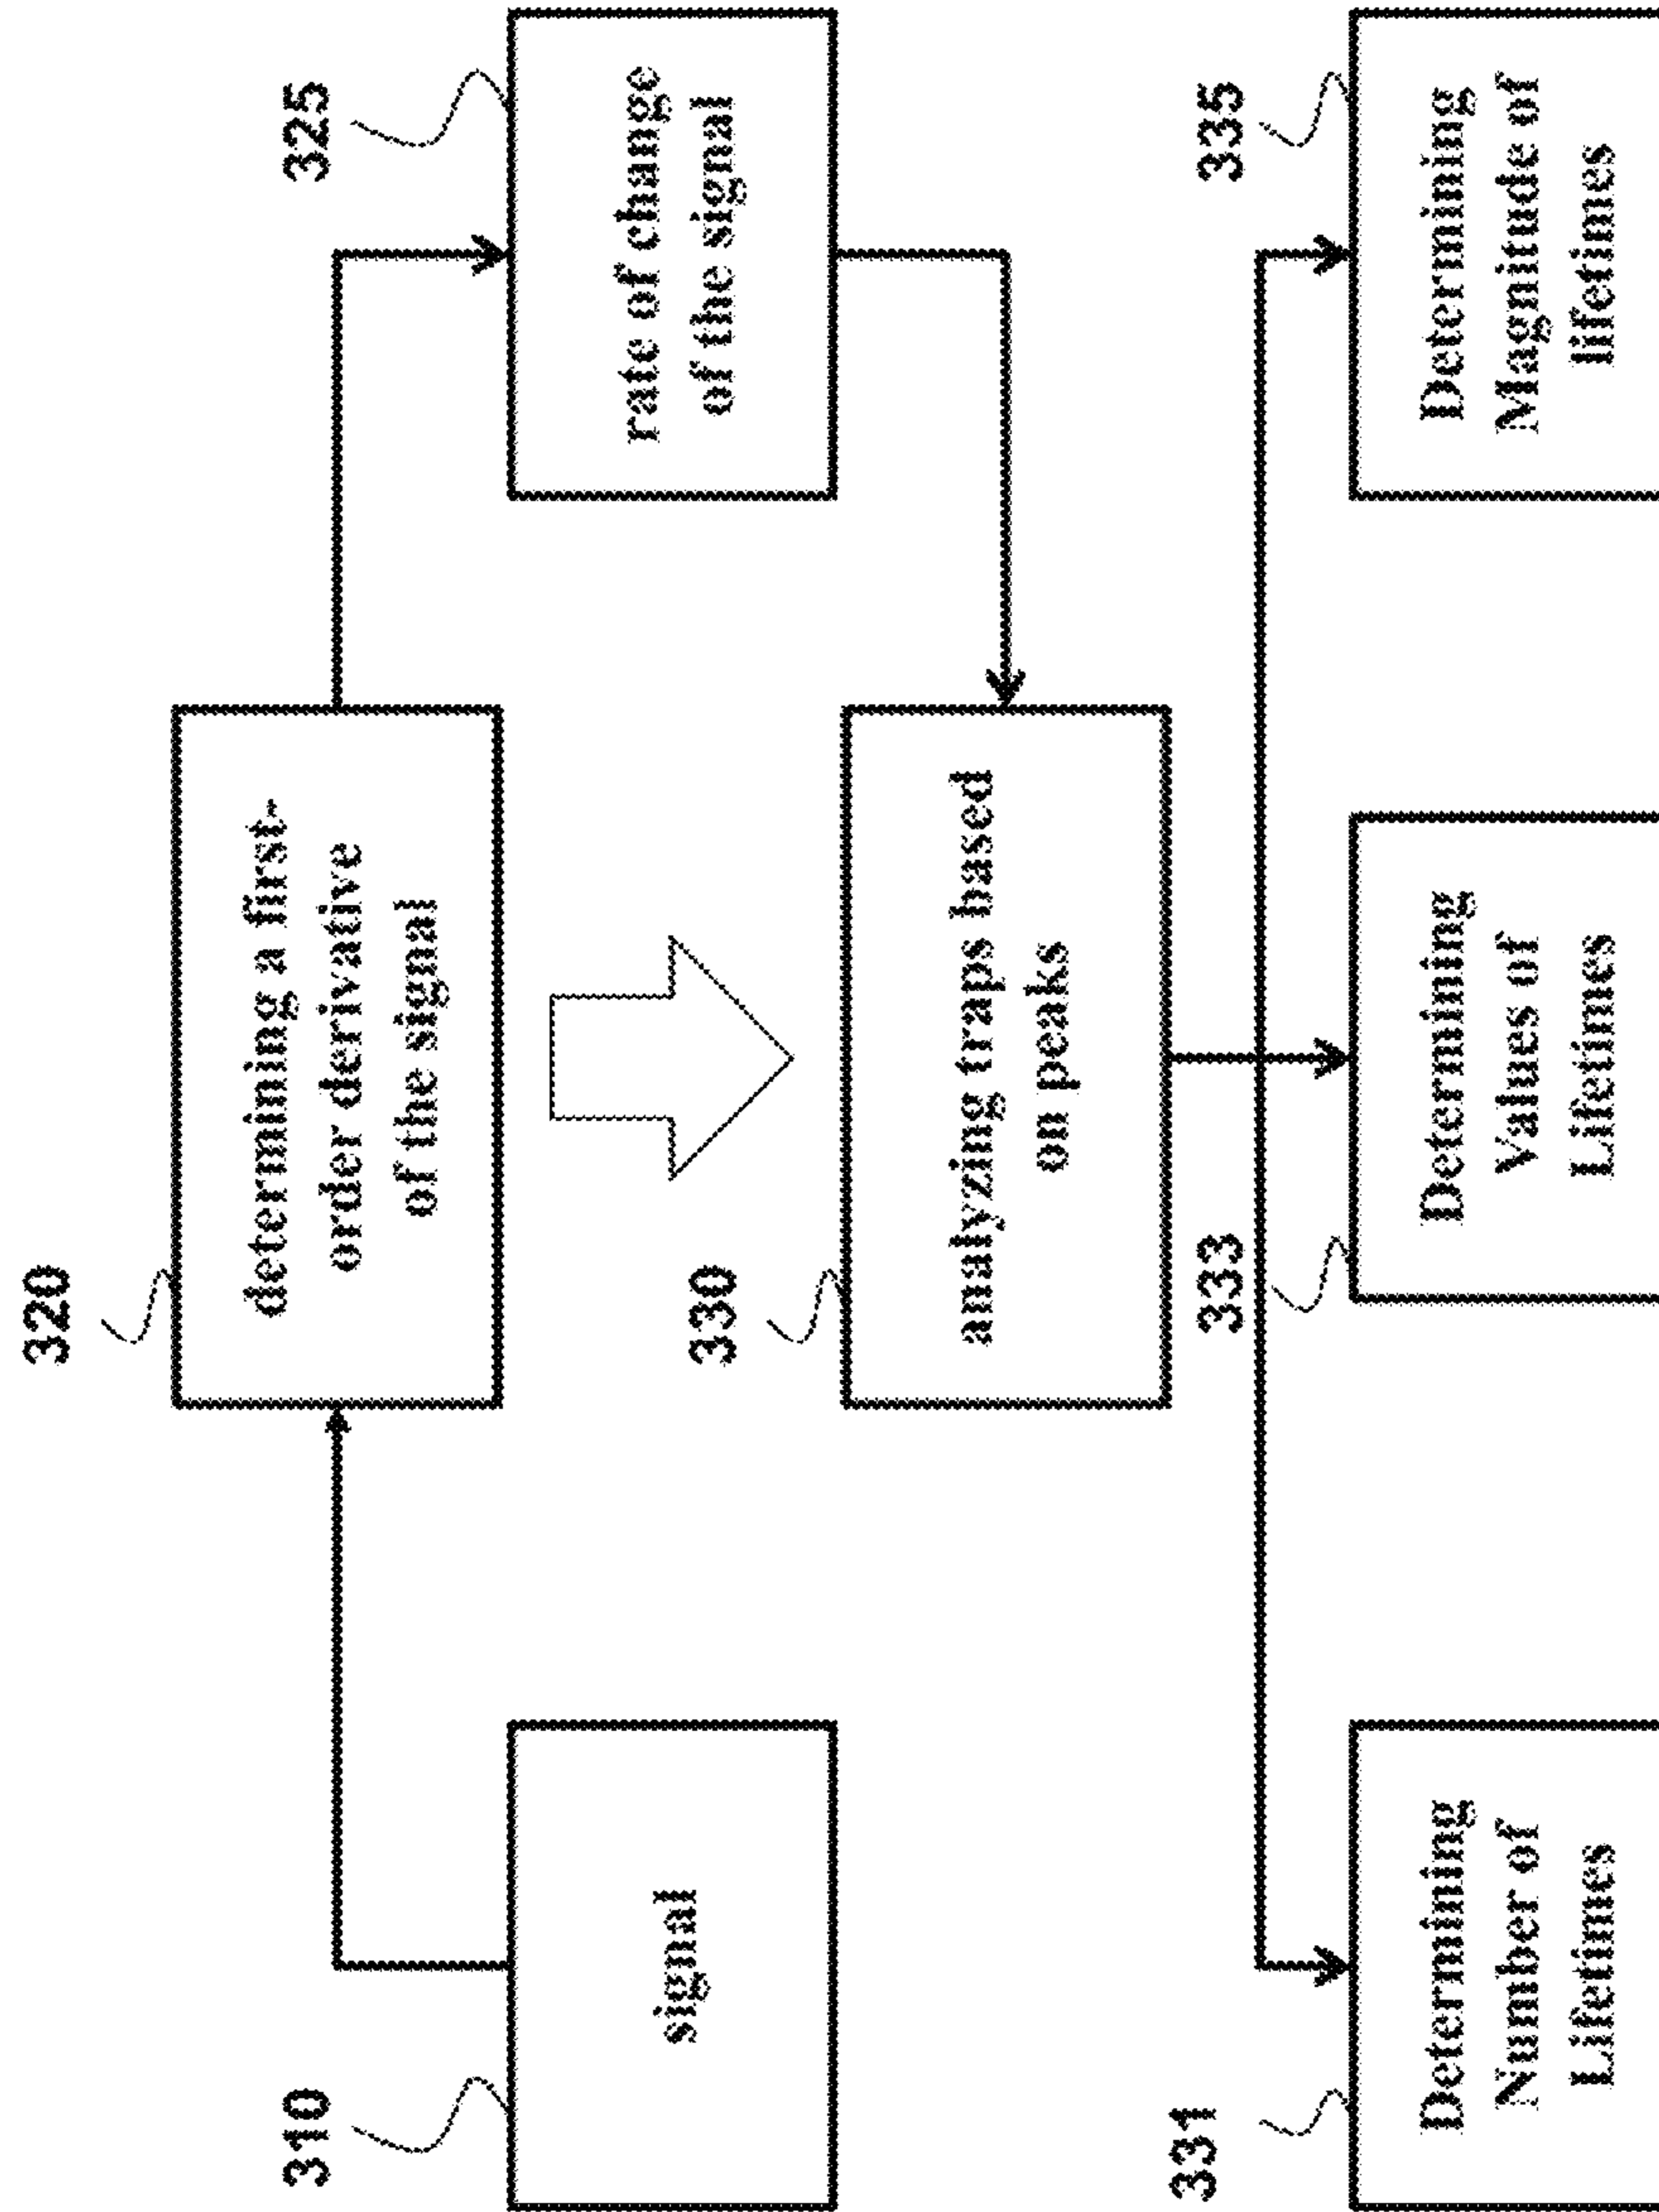 320
determining a first-
order derivative
of the signal
310
signal
325
rate of change
of the signal
330
analyzing traps based
on peaks
331
Determining
Number of
Lifetimes
333
Determining
Values of
Lifetimes
335
Determining
Magnitude of
lifetimes